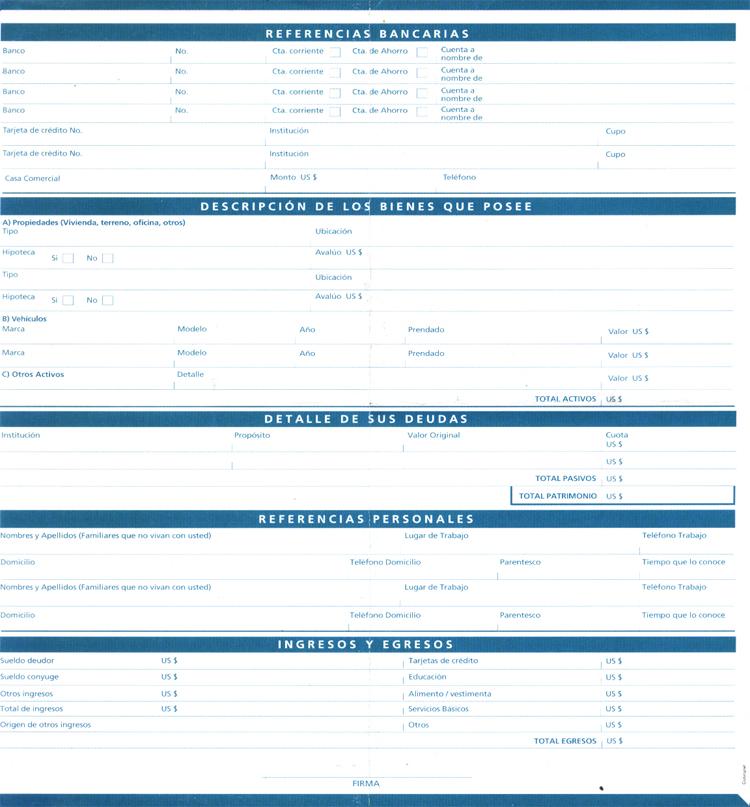 REFERENCIAS BANCARIAS
Banco No. Cta. corriente Cta. de Ahorro Cuenta a nombre de
Banco No. Cta. corriente Cta. de Ahorro Cuenta a nombre de
Banco No. Cta. corriente Cta. de Ahorro Cuenta a nombre de
Banco No. Cta. corriente Cta. de Ahorro Cuenta a nombre de
Tarjeta de crédito No. Institución Cupo
Tarjeta de crédito No. Institución Cupo
Casa Comercial Monto US $ Teléfono
DESCRIPCIÓN DE LOS BIENES QUE POSEE
A) Propiedades (Vivienda, terreno, oficina, otros)
Tipo Ubicación
Hipoteca Si No Avalúo US $
Tipo Ubicación
Hipoteca Si No Avalúo US $
B) Vehículos
Marca Modelo Año Prendado Valor US $
Marca Modelo Año Prendado Valor US $
C) Otros Activos Detalle Valor US $
TOTAL ACTIVOS US $
DETALLE DE SUS DEUDAS
Institución Propósito Valor Original Cuota
US $
US $
TOTAL PASIVOS US $
TOTAL PATRIMONIO US $
REFERENCIAS PERSONALES
Nombres y Apellidos (Familiares que no vivan con usted) Lugar de Trabajo Teléfono Trabajo
Domicilio Teléfono Domicilio Parentesco Tiempo que lo conoce
Nombres y Apellidos (Familiares que no vivan con usted) Lugar de Trabajo Teléfono Trabajo
Domicilio Teléfono Domicilio Parentesco Tiempo que lo conoce
INGRESOS Y EGRESOS
Sueldo deudor US $ Tarjetas de crédito US $
Sueldo conyuge US $ Educación US $
Otros ingresos US $ Alimento / vestimenta US $
Total de ingresos US $ Servicios Básicos US $
Origen de otros ingresos Otros US $
TOTAL EGRESOS US $
FIRMA